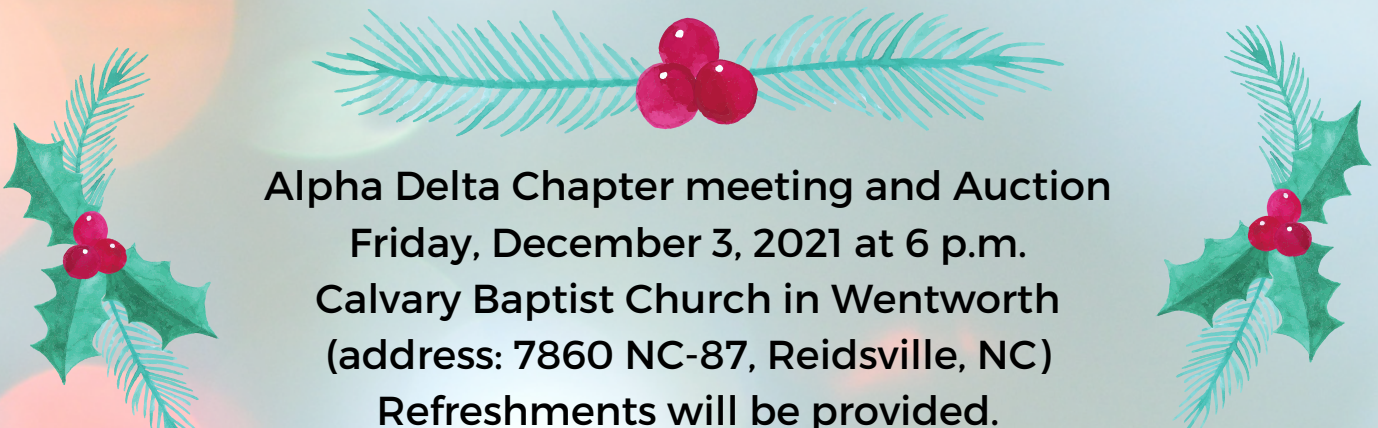 Alpha Delta Chapter meeting and Auction
Friday, December 3, 2021 at 6 p.m.
Calvary Baptist Church in Wentworth
(address: 7860 NC-87, Reidsville, NC)
Refreshments will be provided.